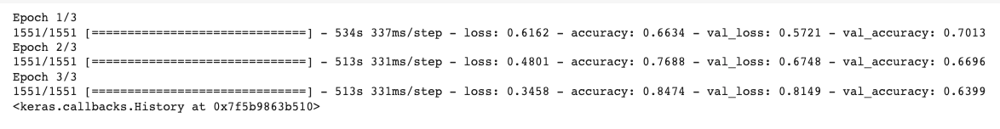 Epoch 1/3
1551/1551 [==============================] - 534s 337ms/step - loss: 0.6162 - accuracy: 0.6634 - val_loss: 0.5721 - val_accuracy: 0.7013
Epoch 2/3
1551/1551 [==============================] - 513s 331ms/step - loss: 0.4801 - accuracy: 0.7688 - val_loss: 0.6748 - val_accuracy: 0.6696
Epoch 3/3
1551/1551 [==============================] - 513s 331ms/step - loss: 0.3458 - accuracy: 0.8474 - val_loss: 0.8149 - val_accuracy: 0.6399
<keras.callbacks.History at 0x7f5b9863b510>